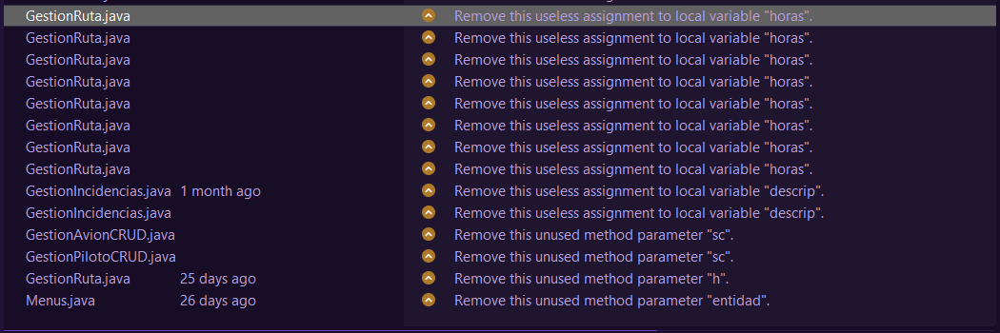 GestionRuta.java Remove this useless assignment to local variable "horas".
GestionRuta.java Remove this useless assignment to local variable "horas".
GestionRuta.java Remove this useless assignment to local variable "horas".
GestionRuta.java Remove this useless assignment to local variable "horas".
GestionRuta.java Remove this useless assignment to local variable "horas".
GestionRuta.java Remove this useless assignment to local variable "horas".
GestionRuta.java Remove this useless assignment to local variable "horas".
GestionRuta.java Remove this useless assignment to local variable "horas".
GestionIncidencias.java 1 month ago Remove this useless assignment to local variable "descrip".
GestionIncidencias.java Remove this useless assignment to local variable "descrip".
GestionAvionCRUD.java Remove this unused method parameter "sc".
GestionPilotoCRUD.java Remove this unused method parameter "sc".
GestionRuta.java 25 days ago Remove this unused method parameter "h".
Menus.java 26 days ago Remove this unused method parameter "entidad".